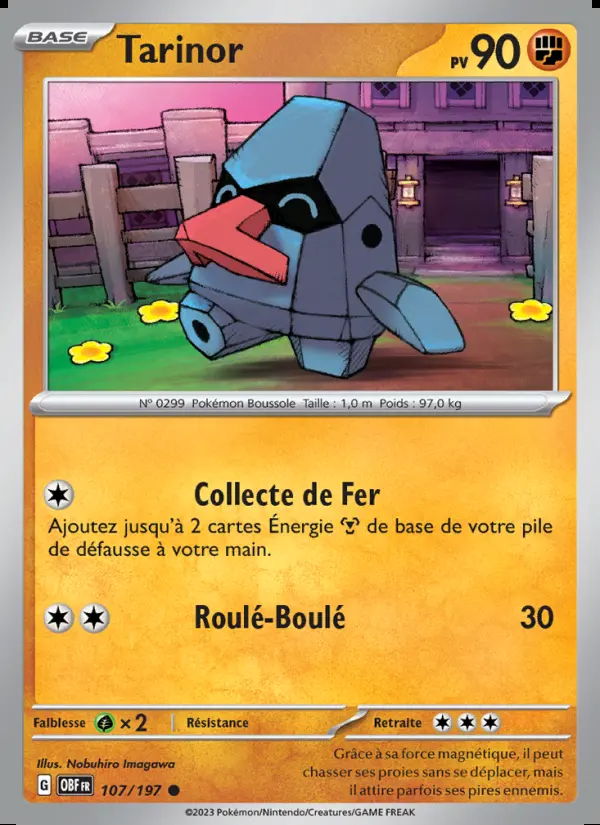 BASE
Tarinor
PV 90
N° 0299 Pokémon Boussole Taille : 1,0 m Poids : 97,0 kg
Collecte de Fer
Ajoutez jusqu'à 2 cartes Énergie de base de votre pile
de défausse à votre main.
Roulé-Boulé 30
Faiblesse ×2 Résistance Retraite
Illus. Nobuhiro Imagawa
Grâce à sa force magnétique, il peut
chasser ses proies sans se déplacer, mais
il attire parfois ses pires ennemis.
G OBF FR 107/197
©2023 Pokémon/Nintendo/Creatures/GAME FREAK